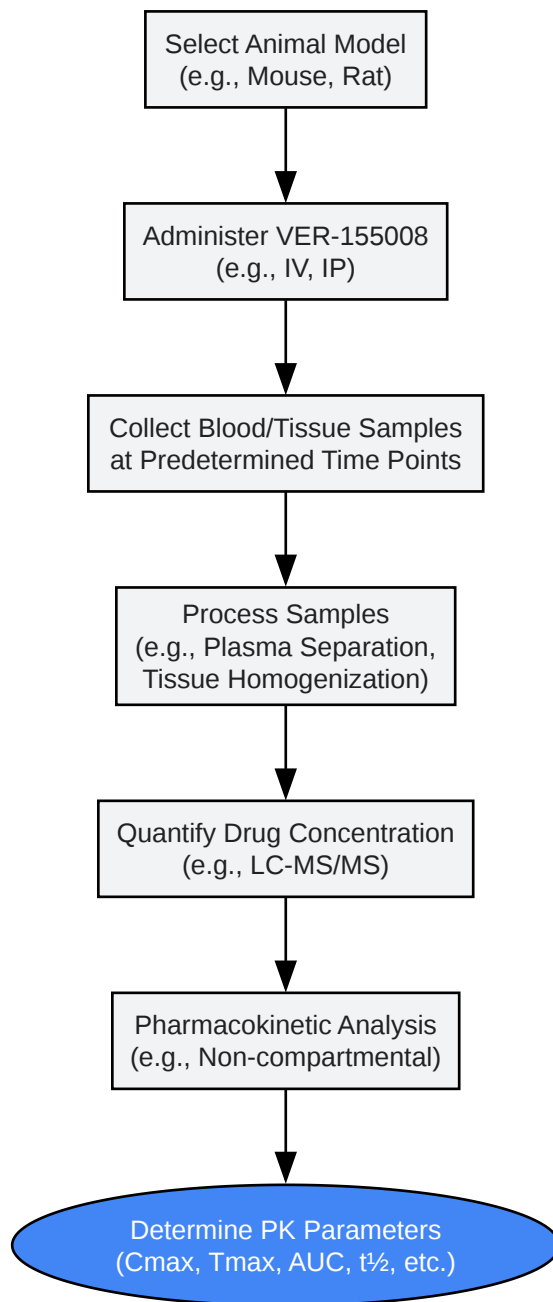 Select Animal Model
(e.g., Mouse, Rat)
Administer VER-155008
(e.g., IV, IP)
Collect Blood/Tissue Samples
at Predetermined Time Points
Process Samples
(e.g., Plasma Separation,
Tissue Homogenization)
Quantify Drug Concentration
(e.g., LC-MS/MS)
Pharmacokinetic Analysis
(e.g., Non-compartmental)
Determine PK Parameters
(Cmax, Tmax, AUC, t½, etc.)